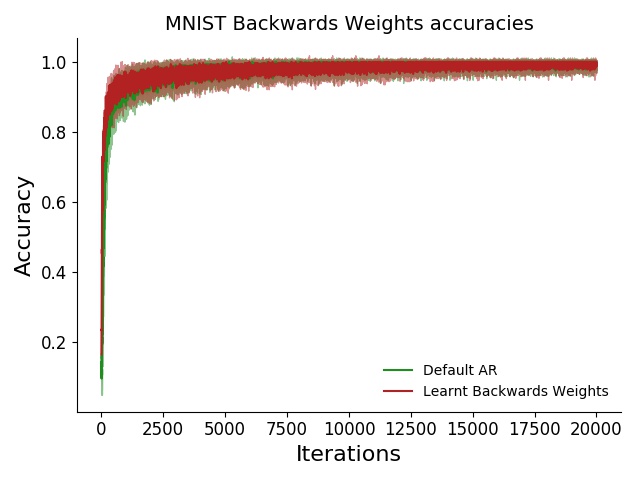 MNIST Backwards Weights accuracies
1.0
0.8
0.6
0.4
0.2
Accuracy
Default AR
Learnt Backwards Weights
0 2500 5000 7500 10000 12500 15000 17500 20000
Iterations